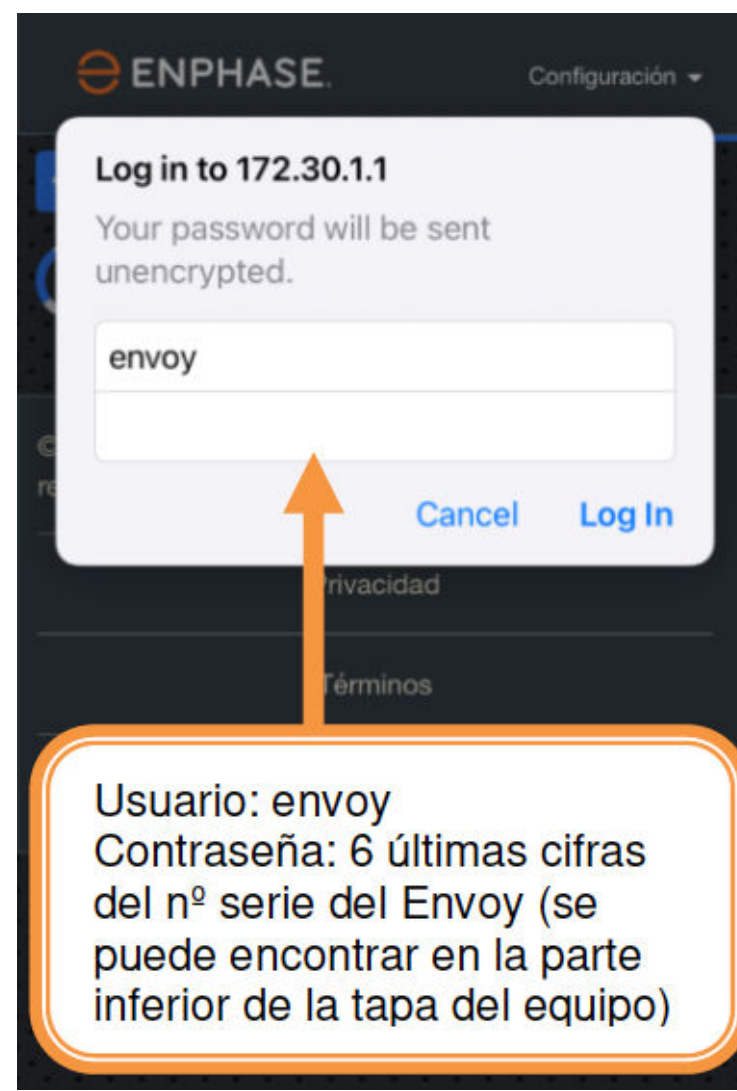 ENPHASE.
Configuración
Log in to 172.30.1.1
Your password will be sent
unencrypted.
envoy
©
re
Cancel Log In
Privacidad
Términos
Usuario: envoy
Contraseña: 6 últimas cifras
del nº serie del Envoy (se
puede encontrar en la parte
inferior de la tapa del equipo)